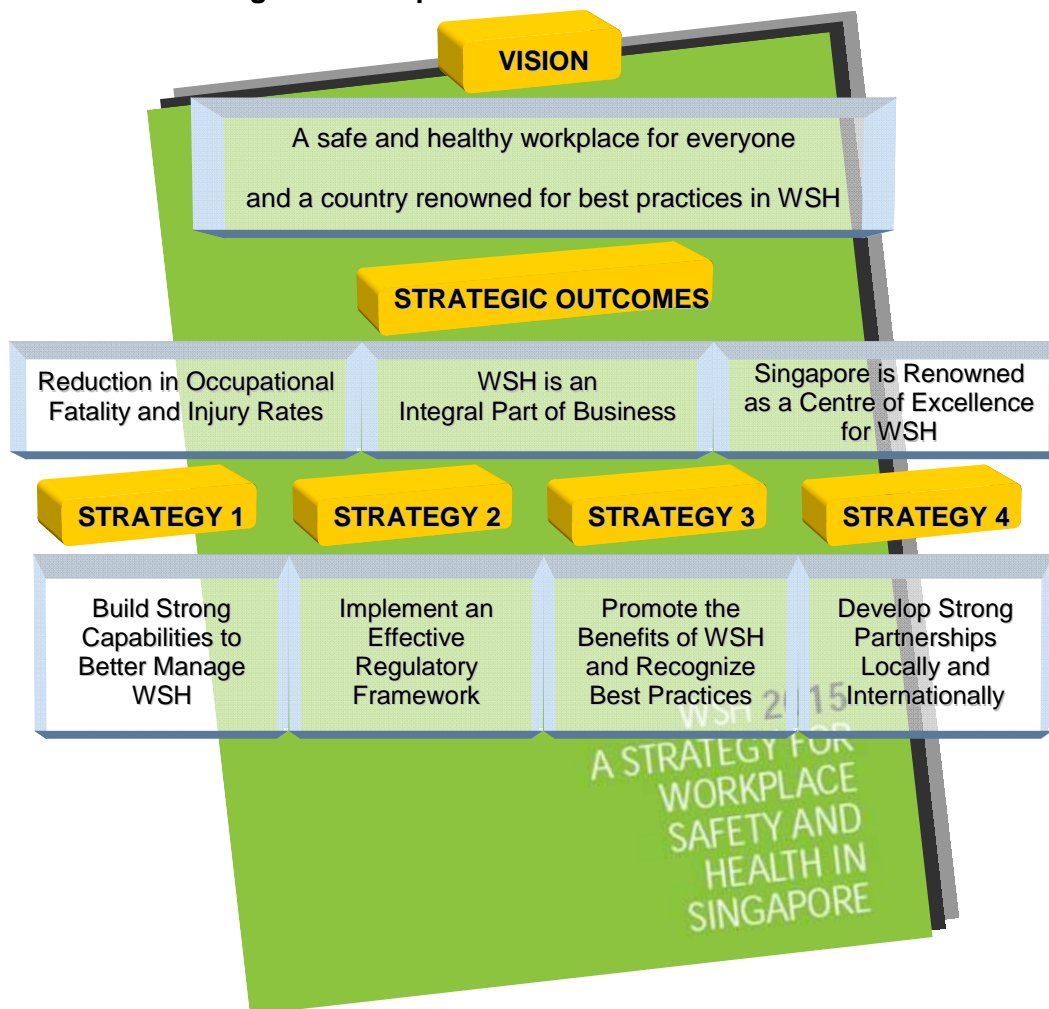 VISION
A safe and healthy workplace for everyone
and a country renowned for best practices in WSH
STRATEGIC OUTCOMES
Reduction in Occupational
Fatality and Injury Rates
WSH is an
Integral Part of Business
Singapore is Renowned
as a Centre of Excellence
for WSH
STRATEGY 1
STRATEGY 2
STRATEGY 3
STRATEGY 4
Build Strong
Capabilities to
Better Manage
WSH
Implement an
Effective
Regulatory
Framework
Promote the
Benefits of WSH
and Recognize
Best Practices
Develop Strong
Partnerships
Locally and
Internationally
WSH 2015
A STRATEGY FOR
WORKPLACE
SAFETY AND
HEALTH IN
SINGAPORE